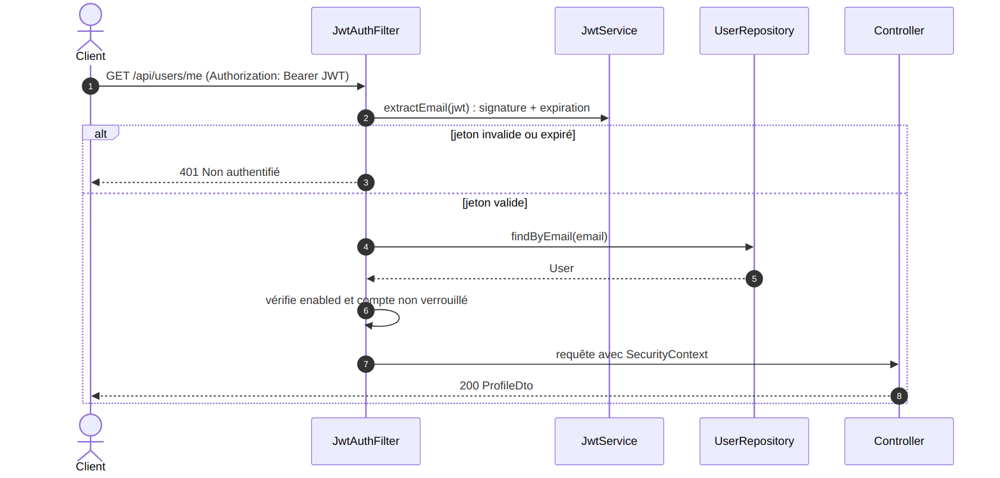 JwtAuthFilter
JwtService
UserRepository
Controller
Client
GET /api/users/me (Authorization: Bearer JWT)
1
extractEmail(jwt) : signature + expiration
2
alt
[jeton invalide ou expiré]
401 Non authentifié
3
[jeton valide]
findByEmail(email)
4
User
5
vérifie enabled et compte non verrouillé
6
requête avec SecurityContext
7
200 ProfileDto
8
JwtAuthFilter
JwtService
UserRepository
Controller
Client